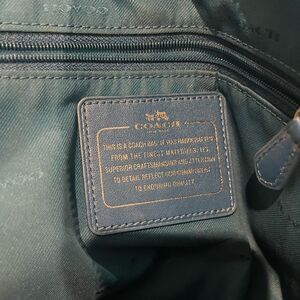 COACH
COACH
THIS IS A COACH BAG. IT WAS HANDCRAFTED
FROM THE FINEST MATERIALS. ITS
SUPERIOR CRAFTSMANSHIP AND ATTENTION
TO DETAIL REFLECT OUR COMMITMENT
TO ENDURING QUALITY.